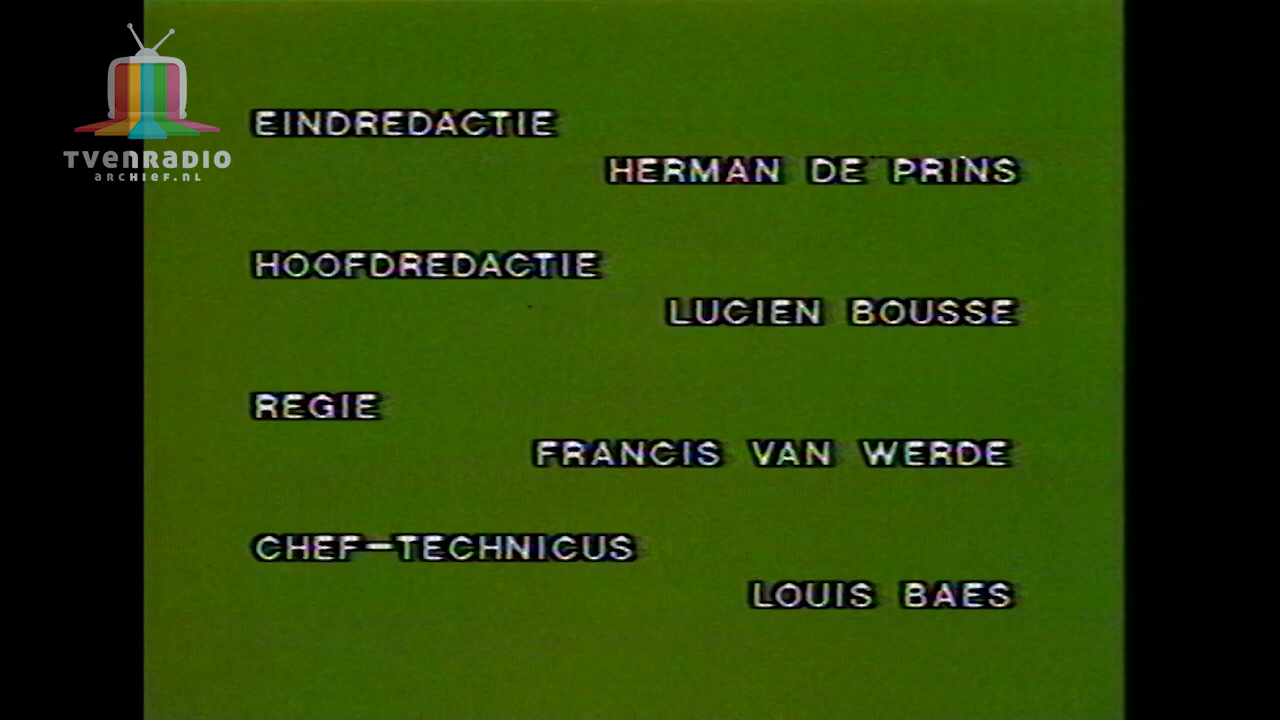 TVENRADIO
ARCHIEF.NL
EINDREDACTIE
HERMAN DE PRINS
HOOFDREDACTIE
LUCIEN BOUSSE
REGIE
FRANCIS VAN WERDE
CHEF-TECHNICUS
LOUIS BAES